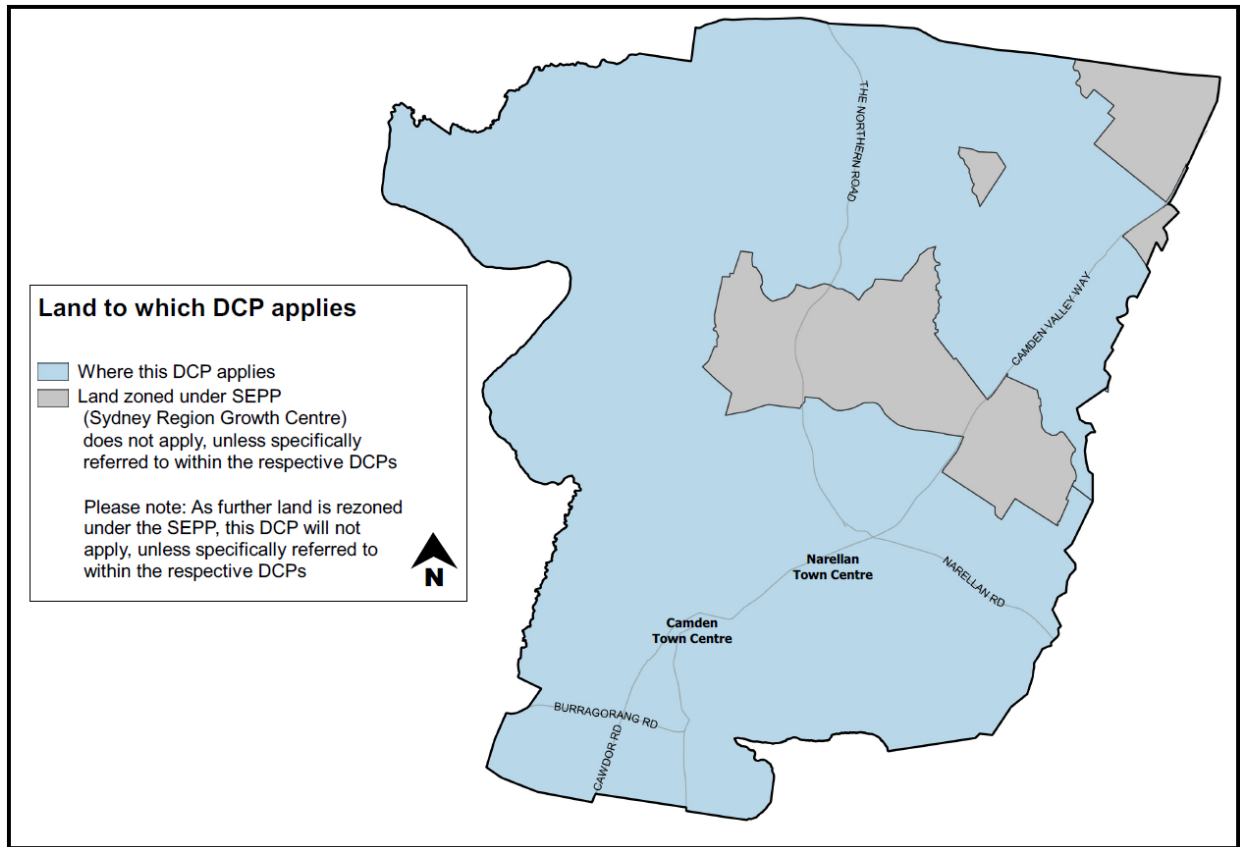 THE NORTHERN ROAD
CAMDEN VALLEY WAY
Land to which DCP applies
Where this DCP applies
Land zoned under SEPP
(Sydney Region Growth Centre)
does not apply, unless specifically
referred to within the respective DCPs
Please note: As further land is rezoned
under the SEPP, this DCP will not
apply, unless specifically referred to
within the respective DCPs
N
Narellan
Town Centre
NARELLAN RD
Camden
Town Centre
BURRAGORANG RD
CAWDOR RD